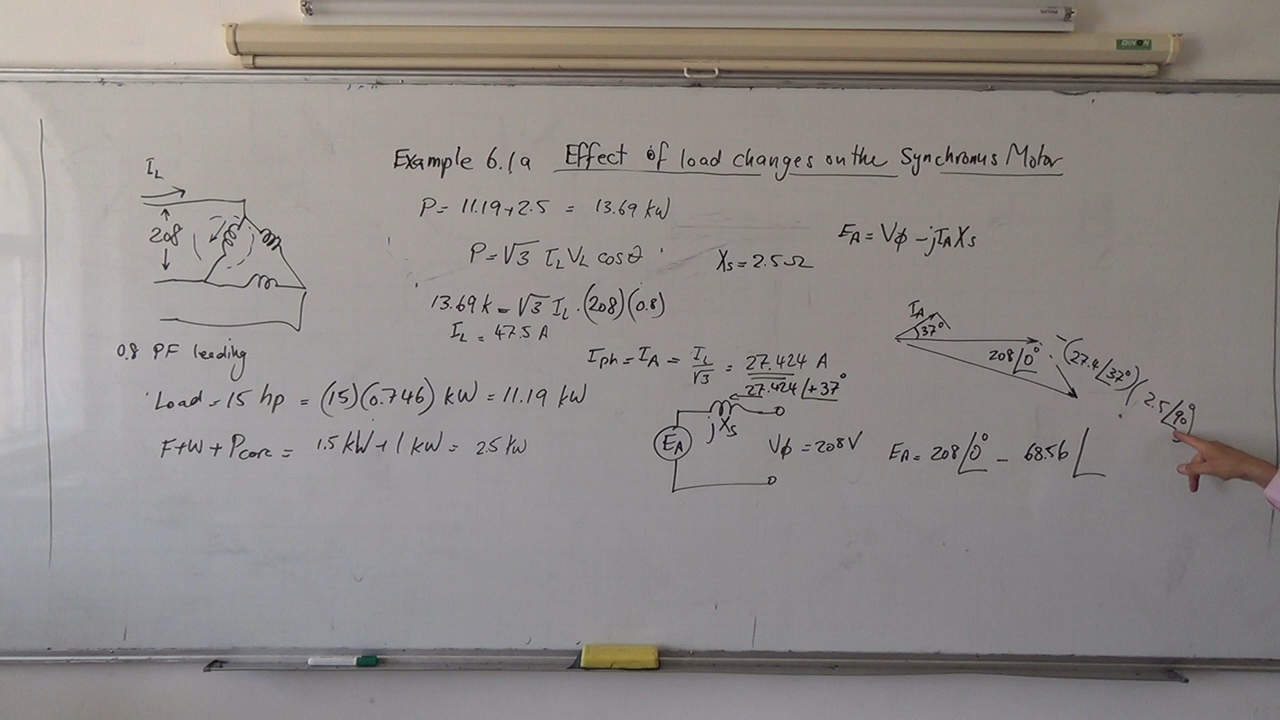 DINON
Example 6.1a Effect of load changes on the Synchronus Motor
I_L
208
0.8 PF leading
Load = 15 hp = (15)(0.746) kW = 11.19 kW
F+W + Pcore = 1.5 kW + 1 kW = 2.5 kW
P = 11.19+2.5 = 13.69 kW
P = √3 I_L V_L cos θ
13.69 k = √3 I_L . (208)(0.8)
I_L = 47.5 A
I_ph = I_A = I_L/√3 = 27.424 A
27.424 /+37°
jX_s
E_A
Vφ = 208 V
X_s = 2.5 Ω
E_A = Vφ - jI_A X_s
I_A
37°
208 /0°
-(27.4 /37°)(2.5 /90)
E_A = 208 /0° - 68.56 /